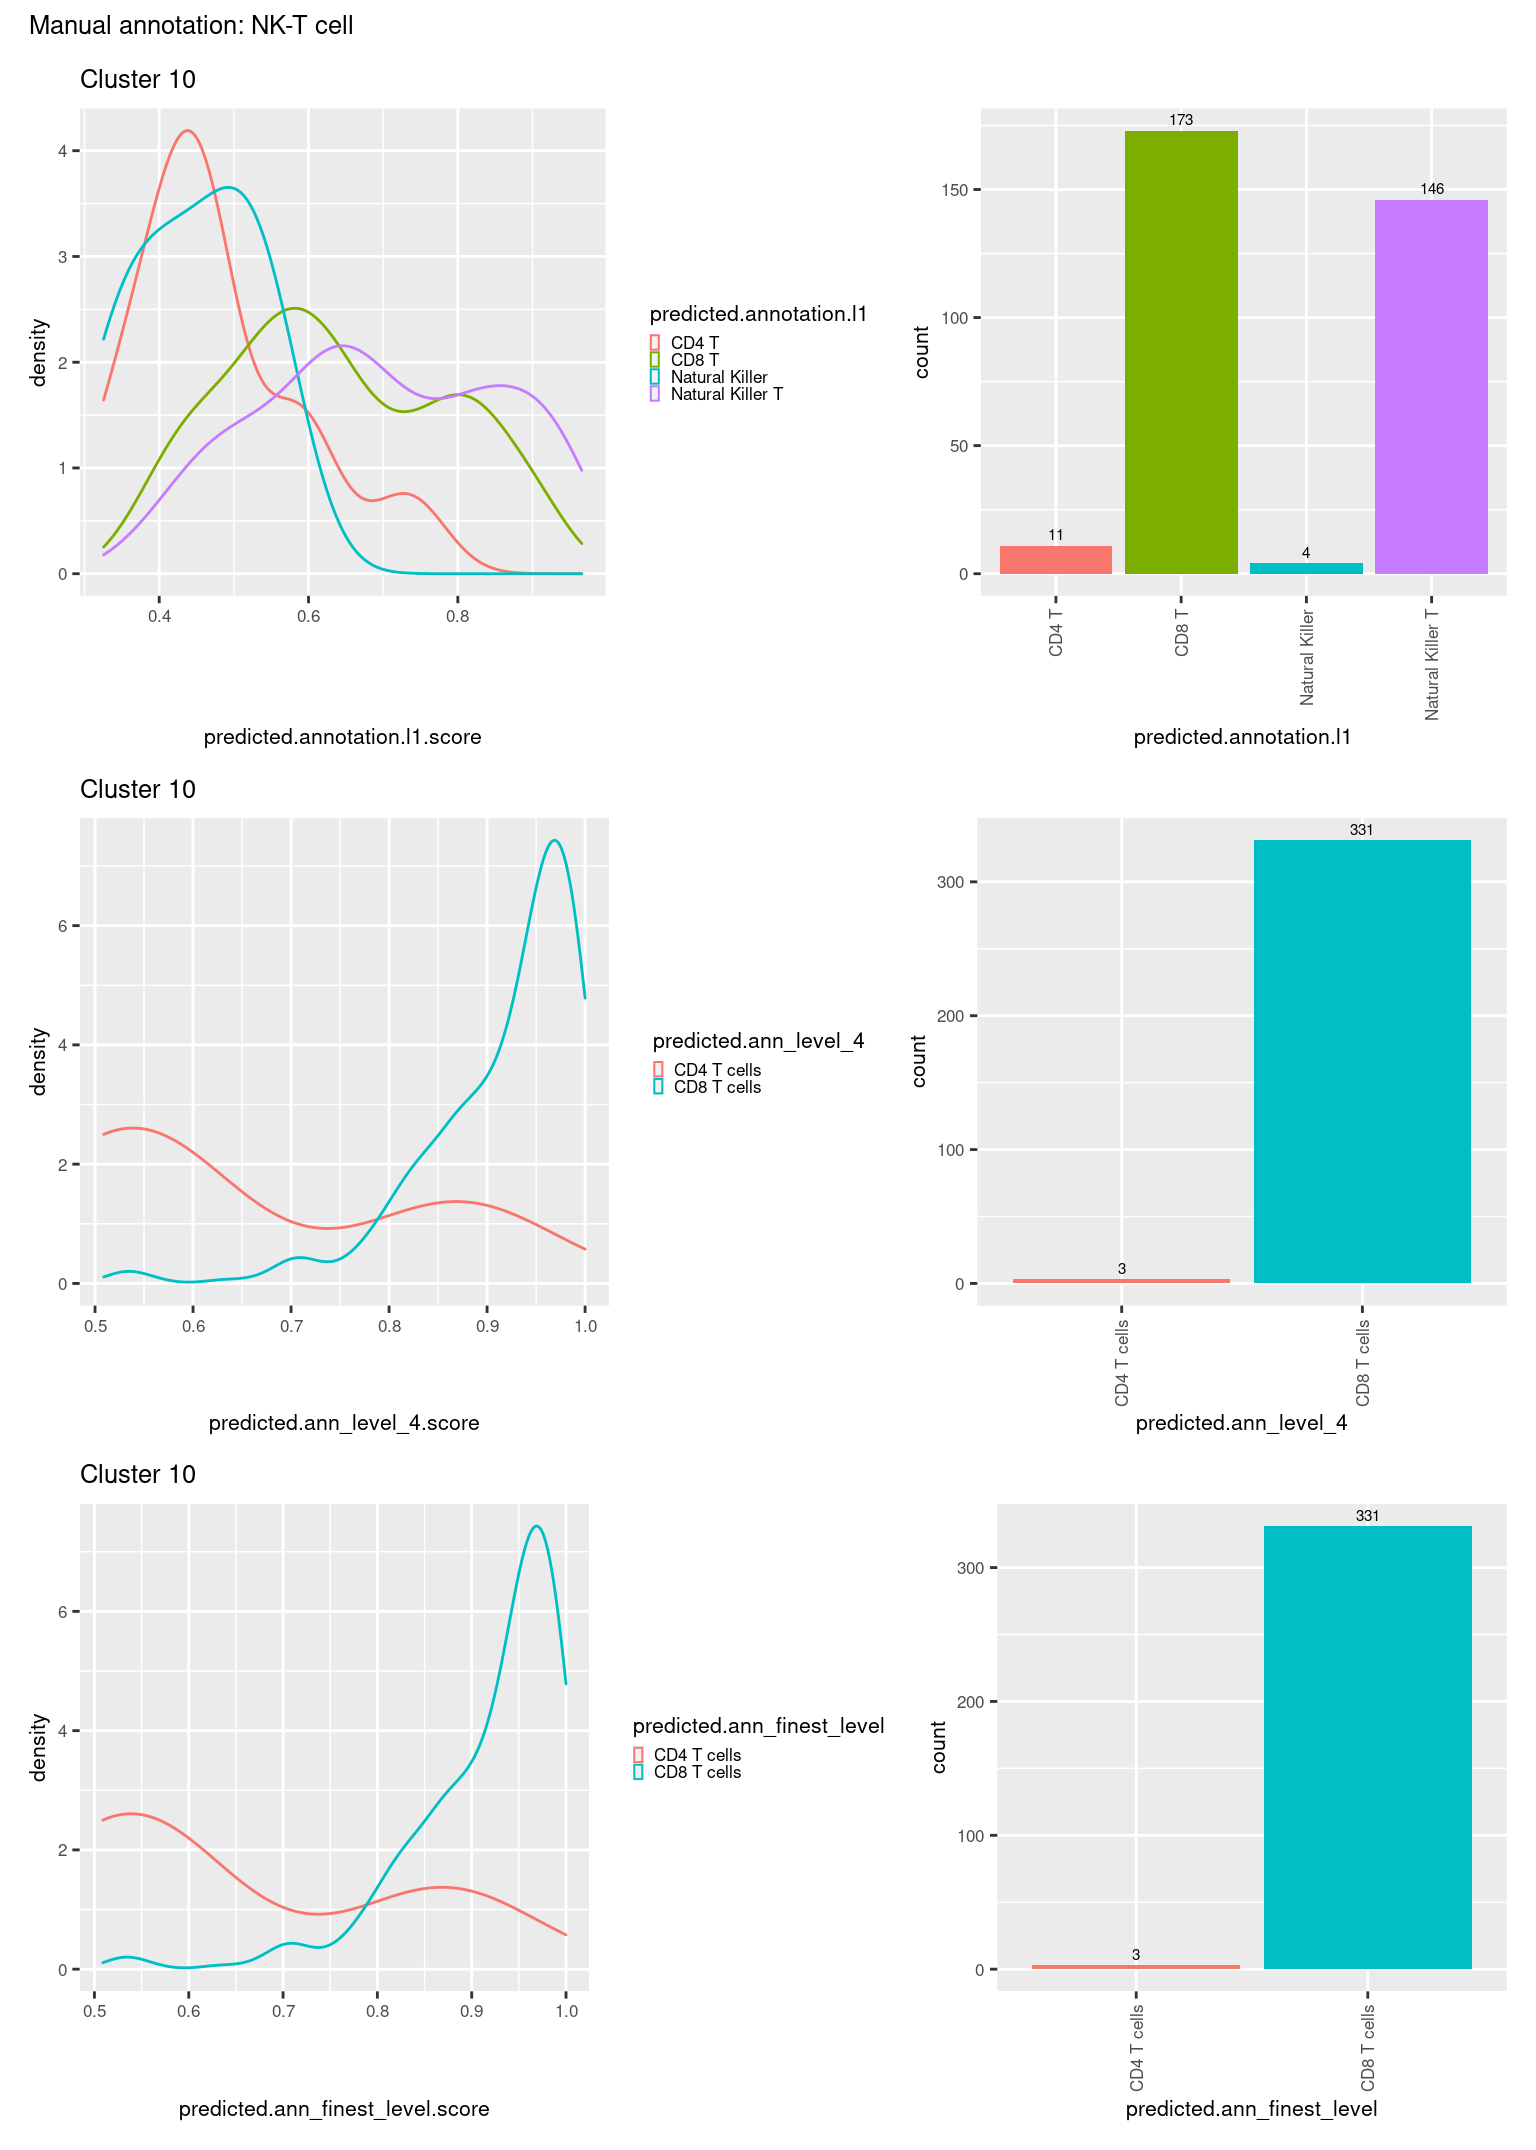 Manual annotation: NK-T cell
Cluster 10
density
4
3
2
1
0
0.4 0.6 0.8
predicted.annotation.l1.score
predicted.annotation.l1
CD4 T
CD8 T
Natural Killer
Natural Killer T
count
150
100
50
0
11
173
4
146
CD4 T
CD8 T
Natural Killer
Natural Killer T
predicted.annotation.l1
Cluster 10
density
6
4
2
0
0.5 0.6 0.7 0.8 0.9 1.0
predicted.ann_level_4.score
predicted.ann_level_4
CD4 T cells
CD8 T cells
count
300
200
100
0
3
331
CD4 T cells
CD8 T cells
predicted.ann_level_4
Cluster 10
density
6
4
2
0
0.5 0.6 0.7 0.8 0.9 1.0
predicted.ann_finest_level.score
predicted.ann_finest_level
CD4 T cells
CD8 T cells
count
300
200
100
0
3
331
CD4 T cells
CD8 T cells
predicted.ann_finest_level